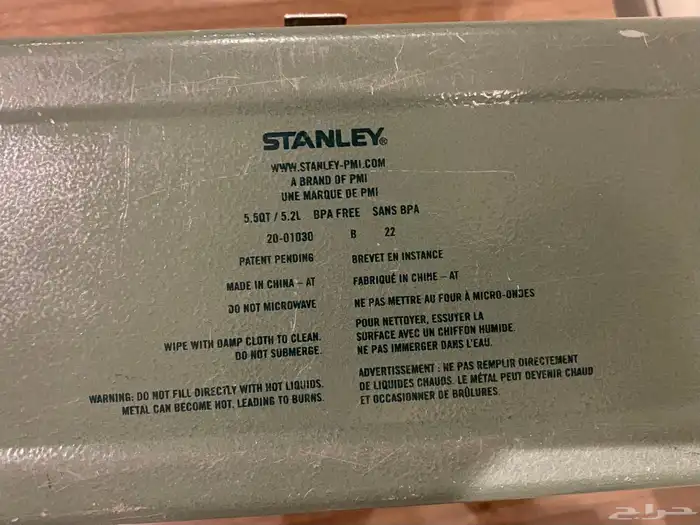 STANLEY®
WWW.STANLEY-PMI.COM
A BRAND OF PMI
UNE MARQUE DE PMI
5.5QT / 5.2L BPA FREE SANS BPA
20-01030 B 22
PATENT PENDING BREVET EN INSTANCE
MADE IN CHINA – AT FABRIQUÉ EN CHINE – AT
DO NOT MICROWAVE NE PAS METTRE AU FOUR À MICRO-ONDES
WIPE WITH DAMP CLOTH TO CLEAN.
DO NOT SUBMERGE.
POUR NETTOYER, ESSUYER LA
SURFACE AVEC UN CHIFFON HUMIDE.
NE PAS IMMERGER DANS L'EAU.
WARNING: DO NOT FILL DIRECTLY WITH HOT LIQUIDS.
METAL CAN BECOME HOT, LEADING TO BURNS.
ADVERTISSEMENT : NE PAS REMPLIR DIRECTEMENT
DE LIQUIDES CHAUDS. LE MÉTAL PEUT DEVENIR CHAUD
ET OCCASIONNER DE BRÛLURES.
حراج